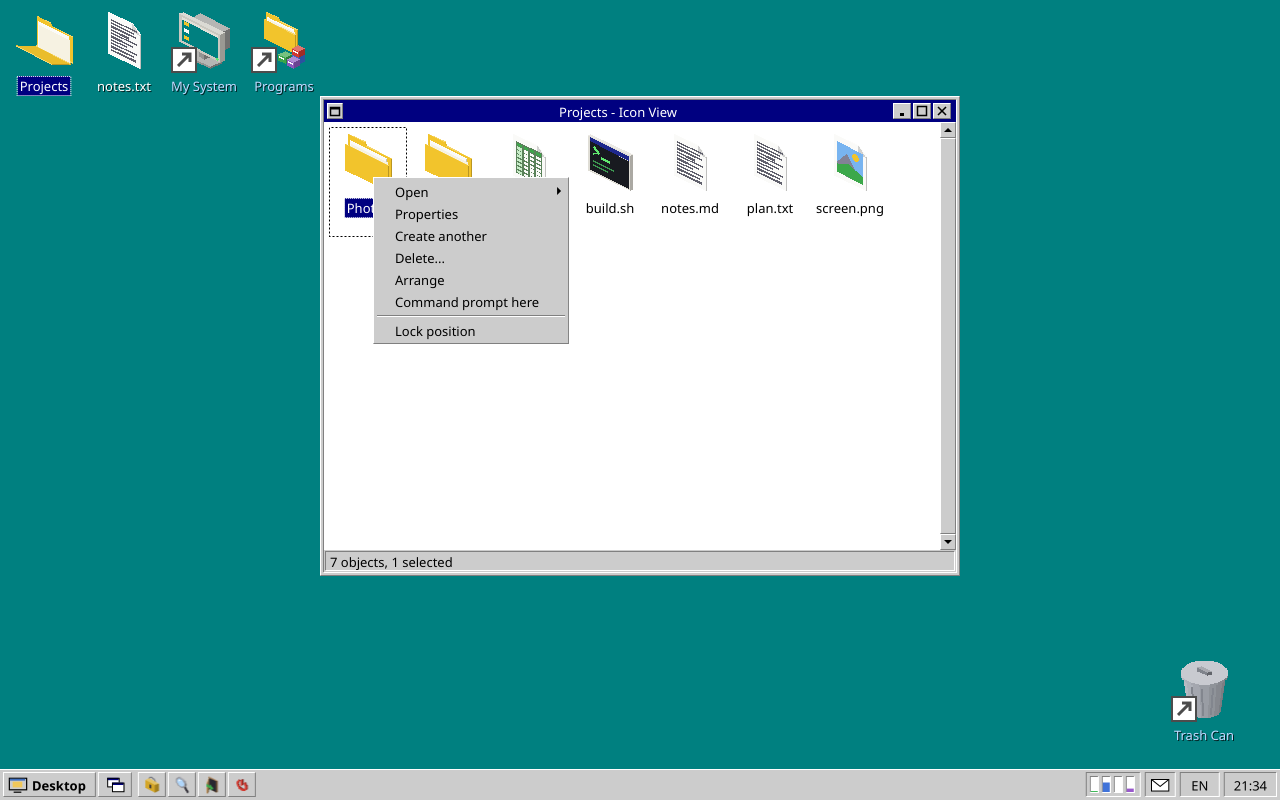 Projects
notes.txt
My System
Programs
Projects - Icon View
build.sh
notes.md
plan.txt
screen.png
Open
Properties
Create another
Delete...
Arrange
Command prompt here
Lock position
7 objects, 1 selected
Trash Can
Desktop
EN
21:34